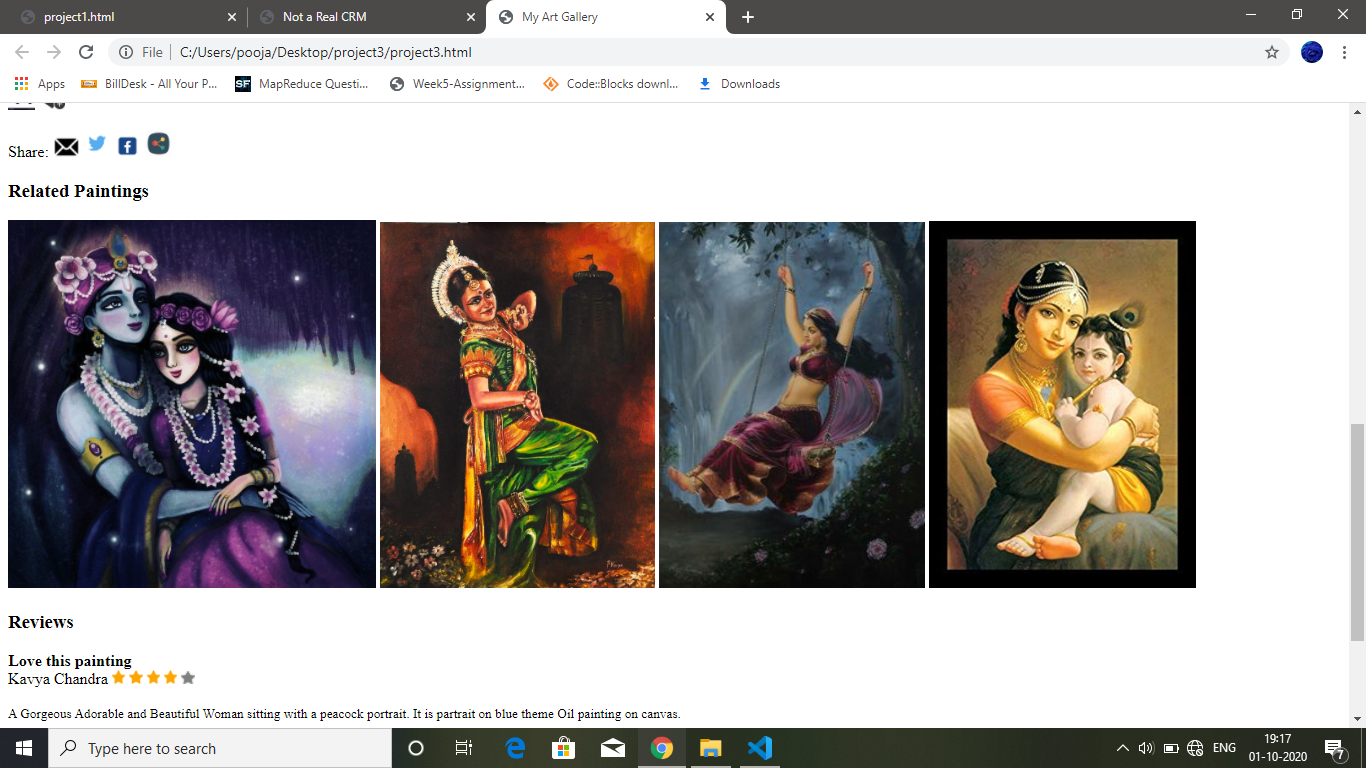 project1.html
Not a Real CRM
My Art Gallery
File
C:/Users/pooja/Desktop/project3/project3.html
Apps
BillDesk - All Your P...
SF
MapReduce Questi...
Week5-Assignment...
Code::Blocks downl...
Downloads
Share:
Related Paintings
Reviews
Love this painting
Kavya Chandra
A Gorgeous Adorable and Beautiful Woman sitting with a peacock portrait. It is partrait on blue theme Oil painting on canvas.
Type here to search
ENG
19:17
01-10-2020
7